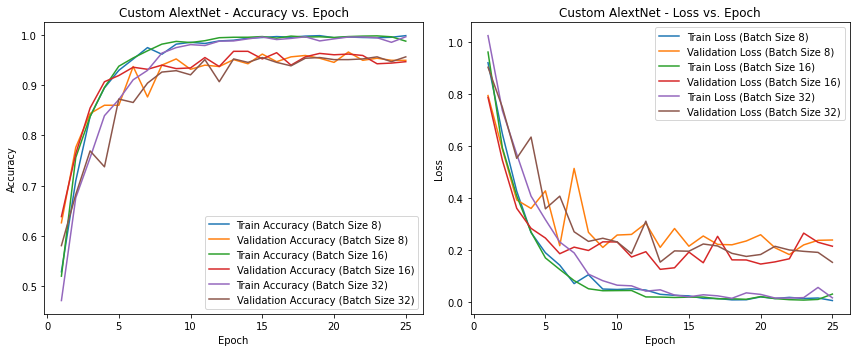 Custom AlextNet - Accuracy vs. Epoch
1.0
0.9
0.8
0.7
0.6
0.5
Accuracy
Train Accuracy (Batch Size 8)
Validation Accuracy (Batch Size 8)
Train Accuracy (Batch Size 16)
Validation Accuracy (Batch Size 16)
Train Accuracy (Batch Size 32)
Validation Accuracy (Batch Size 32)
0 5 10 15 20 25
Epoch
Custom AlextNet - Loss vs. Epoch
1.0
0.8
0.6
0.4
0.2
0.0
Loss
Train Loss (Batch Size 8)
Validation Loss (Batch Size 8)
Train Loss (Batch Size 16)
Validation Loss (Batch Size 16)
Train Loss (Batch Size 32)
Validation Loss (Batch Size 32)
0 5 10 15 20 25
Epoch